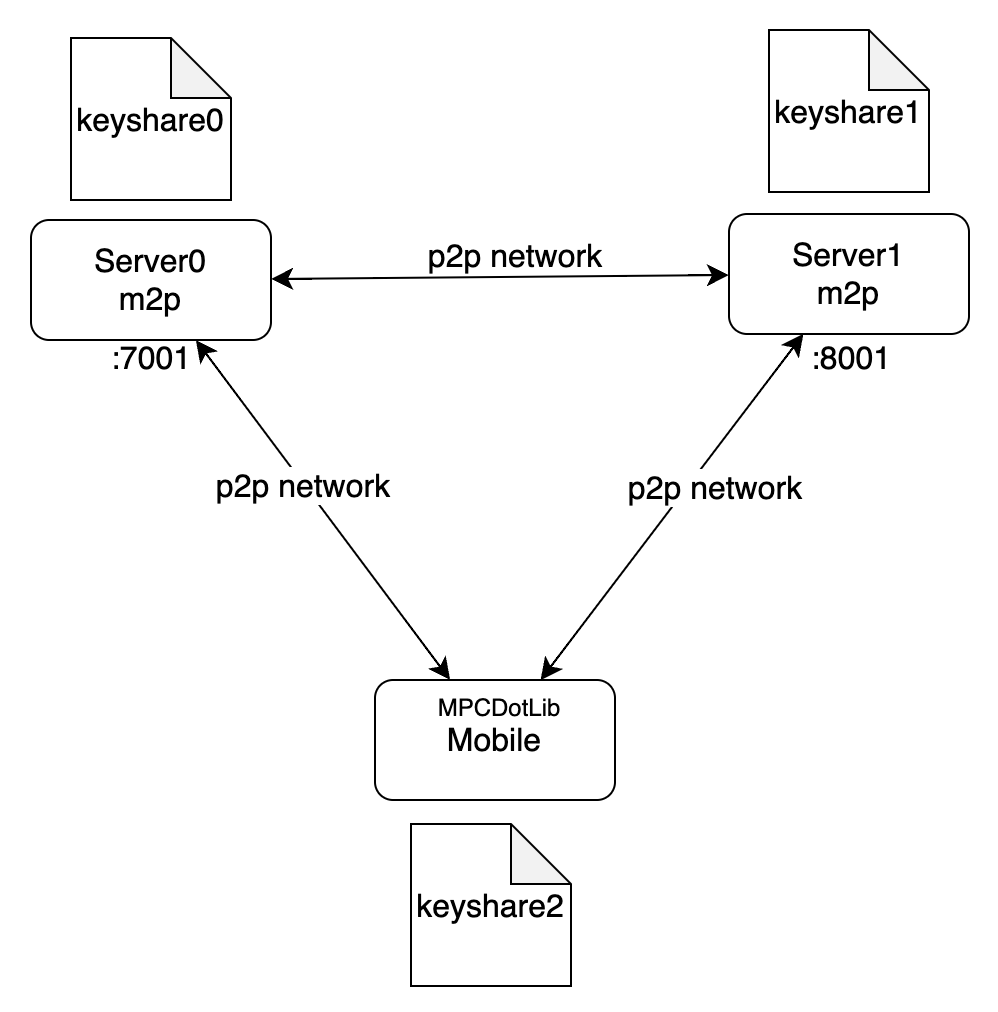 keyshare0
keyshare1
Server0
m2p
p2p network
Server1
m2p
:7001
:8001
p2p network
p2p network
MPCDotLib
Mobile
keyshare2